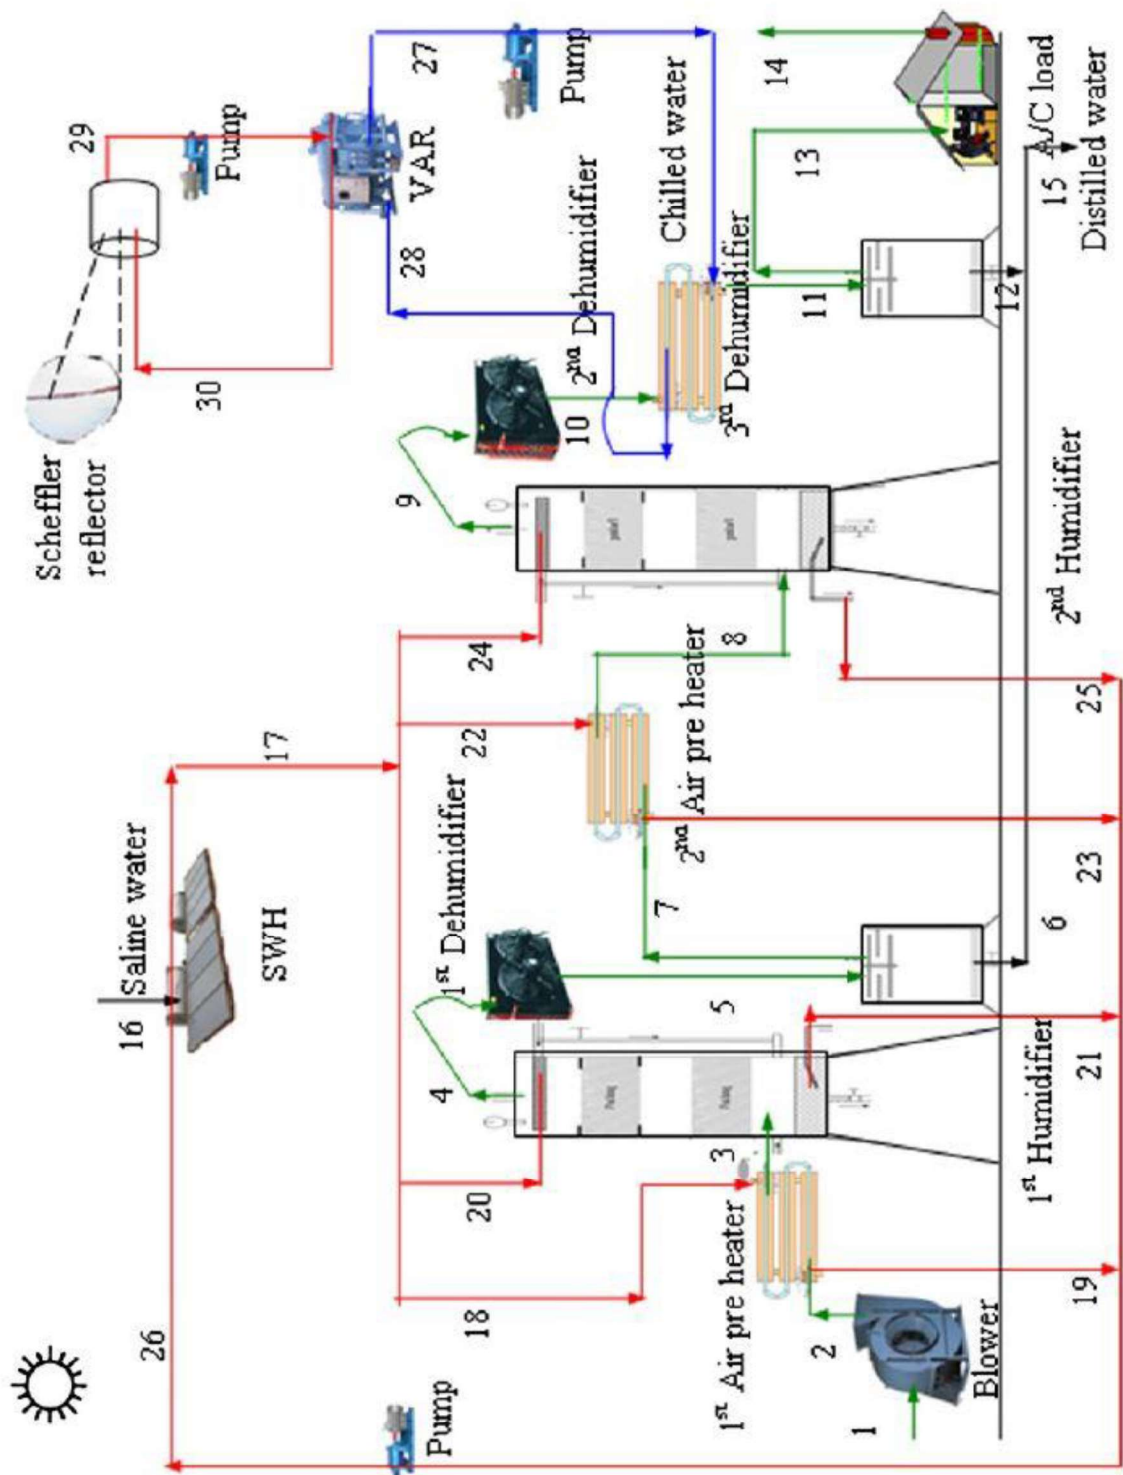 Scheffler
reflector
29
Pump
30
VAR
27
Pump
28
Chilled water
2nd Dehumidifier
3rd Dehumidifier
14
A/C load
13
15
Distilled water
11
12
10
9
2nd Humidifier
24
8
25
17
22
2nd Air pre heater
23
16 Saline water
SWH
1st Dehumidifier
7
6
5
4
21
1st Humidifier
Packing
Packing
3
20
18
1st Air pre heater
19
2
Blower
1
26
Pump